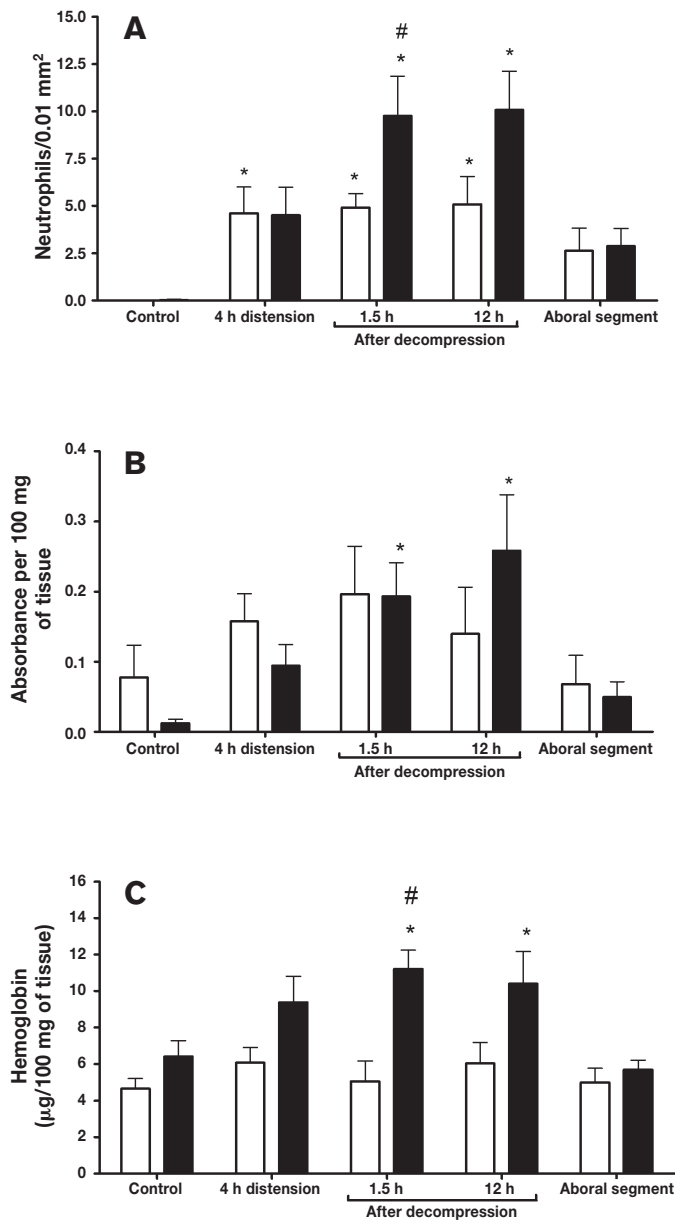 A
Neutrophils/0.01 mm²
15.0
12.5
10.0
7.5
5.0
2.5
0.0
* * # * * *
Control 4 h distension 1.5 h 12 h Aboral segment
After decompression
B
Absorbance per 100 mg
of tissue
0.4
0.3
0.2
0.1
0.0
* *
Control 4 h distension 1.5 h 12 h Aboral segment
After decompression
C
Hemoglobin
(µg/100 mg of tissue)
16
14
12
10
8
6
4
2
0
#
* *
Control 4 h distension 1.5 h 12 h Aboral segment
After decompression